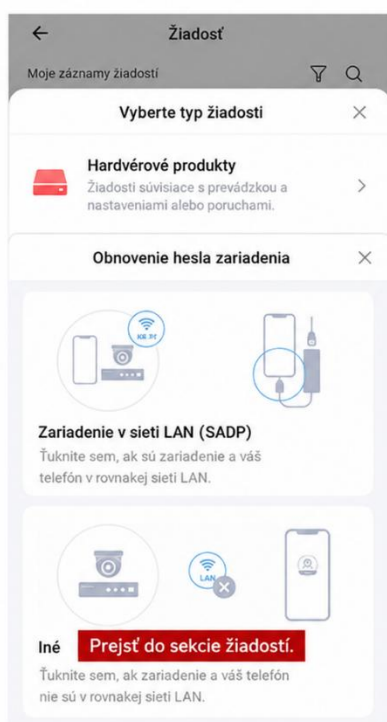 Žiadosť
Moje záznamy žiadostí
Vyberte typ žiadosti
Hardvérové produkty
Žiadosti súvisiace s prevádzkou a
nastaveniami alebo poruchami.
Obnovenie hesla zariadenia
Zariadenie v sieti LAN (SADP)
Ťuknite sem, ak sú zariadenie a váš
telefón v rovnakej sieti LAN.
LAN
Iné Prejsť do sekcie žiadostí.
Ťuknite sem, ak zariadenie a váš telefón
nie sú v rovnakej sieti LAN.